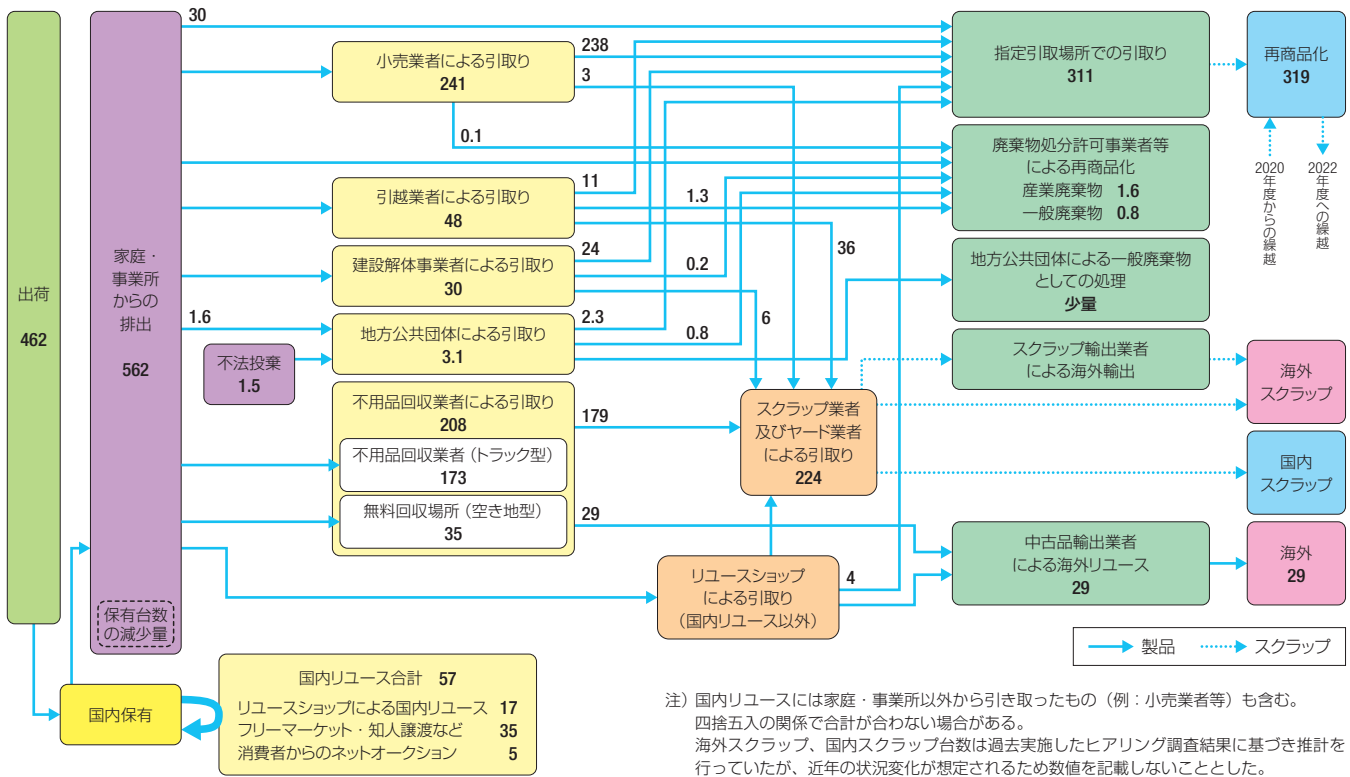 出荷
462
家庭・
事業所
からの
排出
562
保有台数
の減少量
国内保有
国内リユース合計 57
リユースショップによる国内リユース 17
フリーマーケット・知人譲渡など 35
消費者からのネットオークション 5
30
小売業者による引取り
241
238
3
0.1
引越業者による引取り
48
11
1.3
36
建設解体事業者による引取り
30
24
0.2
6
1.6
不法投棄
1.5
地方公共団体による引取り
3.1
2.3
0.8
不用品回収業者による引取り
208
不用品回収業者(トラック型)
173
無料回収場所(空き地型)
35
179
29
スクラップ業者
及びヤード業者
による引取り
224
リユースショップ
による引取り
(国内リユース以外)
4
指定引取場所での引取り
311
廃棄物処分許可事業者等
による再商品化
産業廃棄物 1.6
一般廃棄物 0.8
地方公共団体による一般廃棄物
としての処理
少量
スクラップ輸出業者
による海外輸出
中古品輸出業者
による海外リユース
29
再商品化
319
2020年度からの繰越
2022年度への繰越
海外
スクラップ
国内
スクラップ
海外
29
製品 スクラップ
注)国内リユースには家庭・事業所以外から引き取ったもの(例:小売業者等)も含む。
四捨五入の関係で合計が合わない場合がある。
海外スクラップ、国内スクラップ台数は過去実施したヒアリング調査結果に基づき推計を
行っていたが、近年の状況変化が想定されるため数値を記載しないこととした。